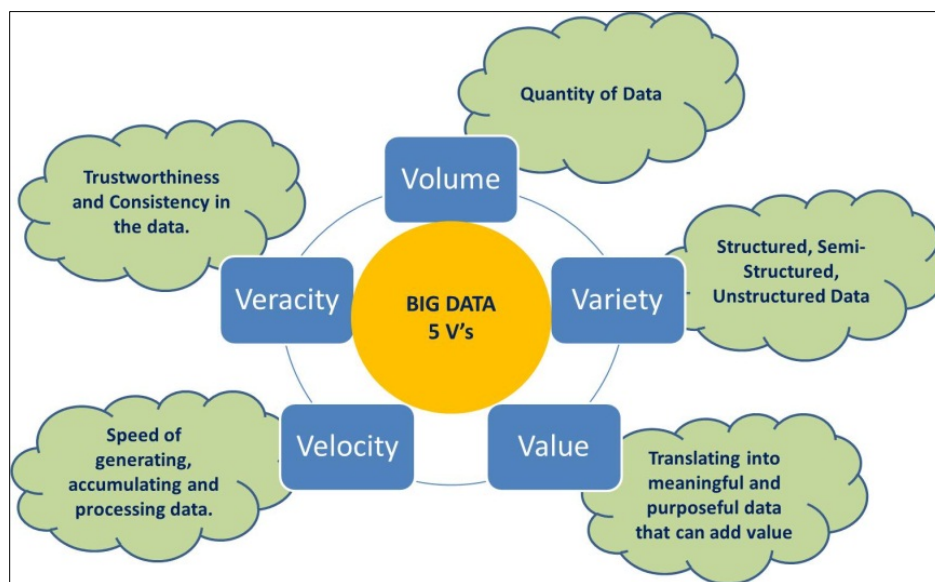 Quantity of Data
Volume
Trustworthiness
and Consistency in
the data.
Structured, Semi-
Structured,
Unstructured Data
Veracity
BIG DATA
5 V's
Variety
Speed of
generating,
accumulating and
processing data.
Velocity
Value
Translating into
meaningful and
purposeful data
that can add value